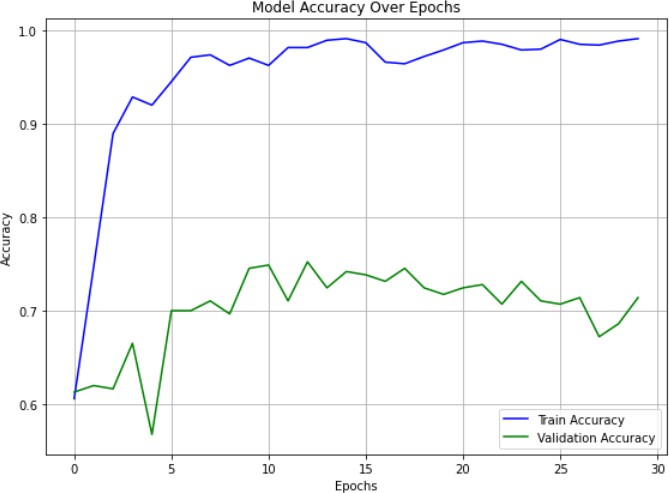 Model Accuracy Over Epochs
Accuracy
1.0
0.9
0.8
0.7
0.6
Train Accuracy
Validation Accuracy
0 5 10 15 20 25 30
Epochs